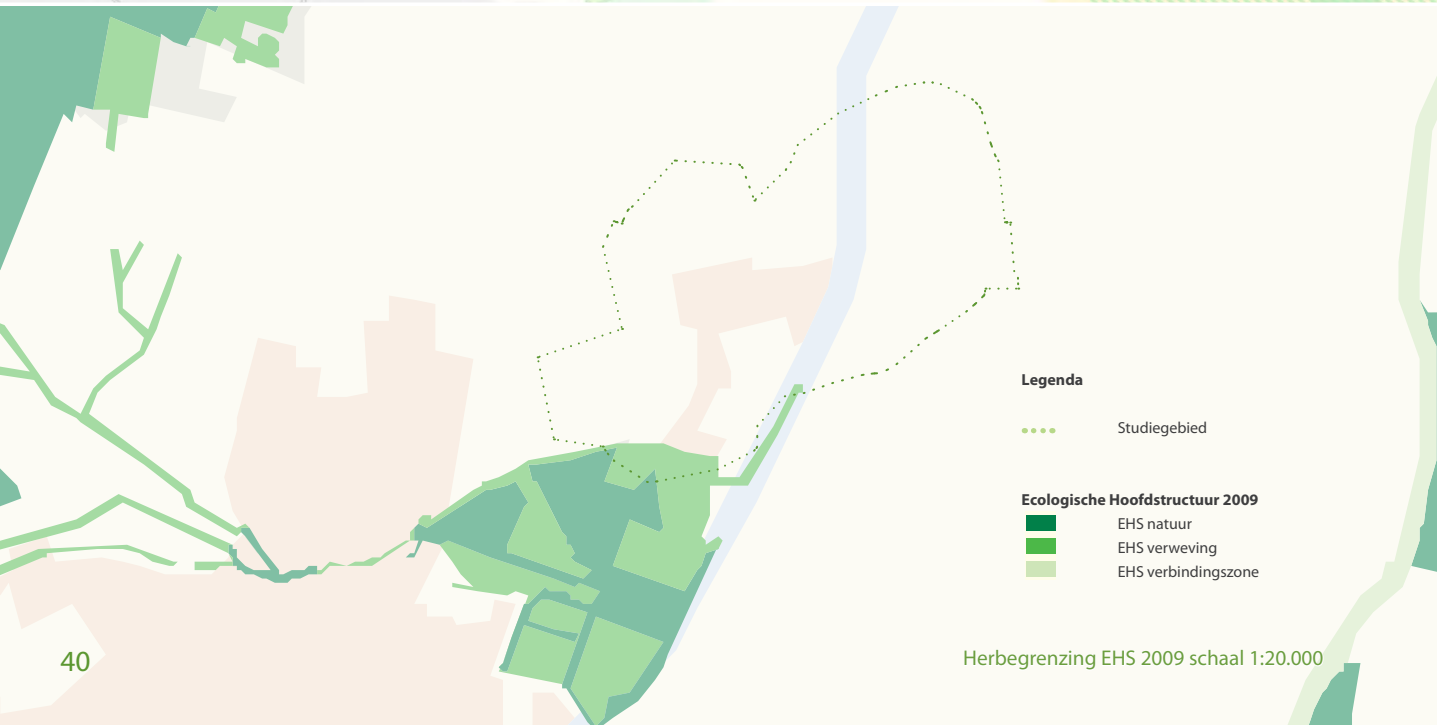 Legenda
Studiegebied
Ecologische Hoofdstructuur 2009
EHS natuur
EHS verweving
EHS verbindingszone
40
Herbegrenzing EHS 2009 schaal 1:20.000